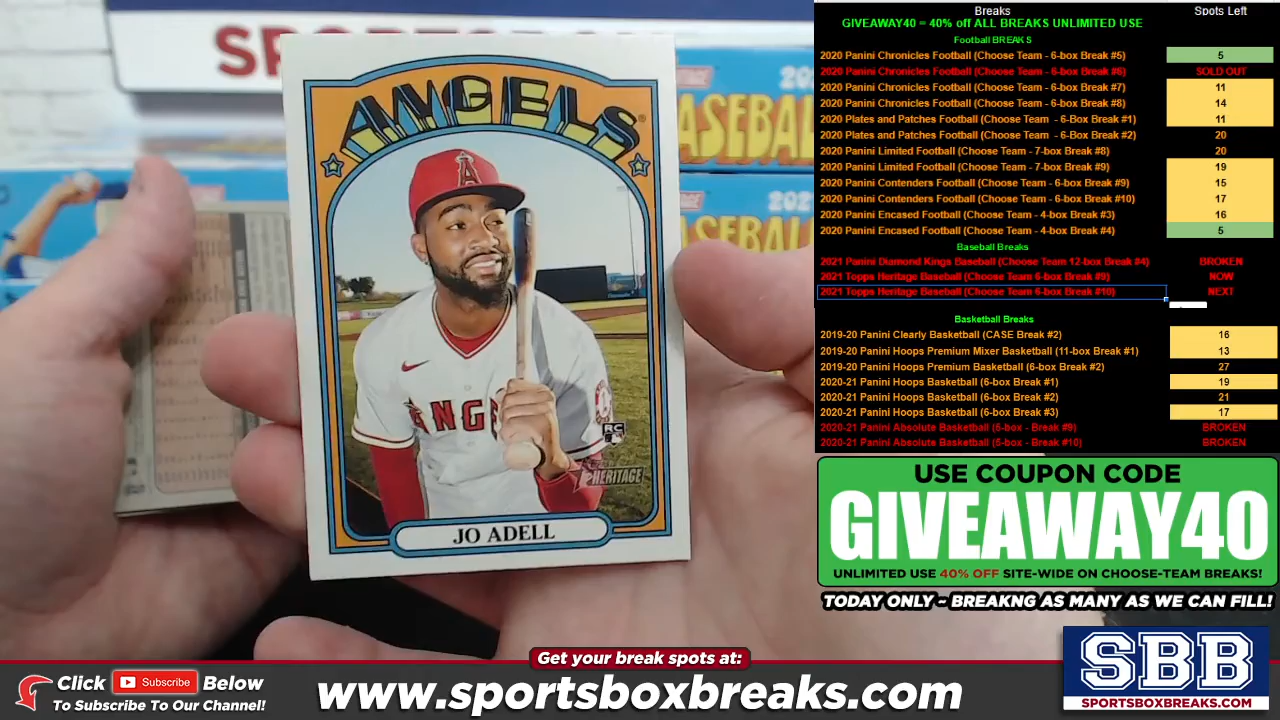 ANGELS
JO ADELL
RC
HERITAGE
Breaks Spots Left
GIVEAWAY40 = 40% off ALL BREAKS UNLIMITED USE
Football BREAKS
2020 Panini Chronicles Football (Choose Team - 6-box Break #5) 5
2020 Panini Chronicles Football (Choose Team - 6-box Break #6) SOLD OUT
2020 Panini Chronicles Football (Choose Team - 6-box Break #7) 11
2020 Panini Chronicles Football (Choose Team - 6-box Break #8) 14
2020 Plates and Patches Football (Choose Team - 6-Box Break #1) 11
2020 Plates and Patches Football (Choose Team - 6-Box Break #2) 20
2020 Panini Limited Football (Choose Team - 7-box Break #8) 20
2020 Panini Limited Football (Choose Team - 7-box Break #9) 19
2020 Panini Contenders Football (Choose Team - 6-box Break #9) 15
2020 Panini Contenders Football (Choose Team - 6-box Break #10) 17
2020 Panini Encased Football (Choose Team - 4-box Break #3) 16
2020 Panini Encased Football (Choose Team - 4-box Break #4) 5
Baseball Breaks
2021 Panini Diamond Kings Baseball (Choose Team 12-box Break #4) BROKEN
2021 Topps Heritage Baseball (Choose Team 6-box Break #9) NOW
2021 Topps Heritage Baseball (Choose Team 6-box Break #10) NEXT
Basketball Breaks
2019-20 Panini Clearly Basketball (CASE Break #2) 16
2019-20 Panini Hoops Premium Mixer Basketball (11-box Break #1) 13
2019-20 Panini Hoops Premium Basketball (6-box Break #2) 27
2020-21 Panini Hoops Basketball (6-box Break #1) 19
2020-21 Panini Hoops Basketball (6-box Break #2) 21
2020-21 Panini Hoops Basketball (6-box Break #3) 17
2020-21 Panini Absolute Basketball (5-box - Break #9) BROKEN
2020-21 Panini Absolute Basketball (5-box - Break #10) BROKEN
USE COUPON CODE
GIVEAWAY40
UNLIMITED USE 40% OFF SITE-WIDE ON CHOOSE-TEAM BREAKS!
TODAY ONLY ~ BREAKNG AS MANY AS WE CAN FILL!
Get your break spots at:
Click Subscribe Below
To Subscribe To Our Channel!
www.sportsboxbreaks.com
SBB
SPORTSBOXBREAKS.COM